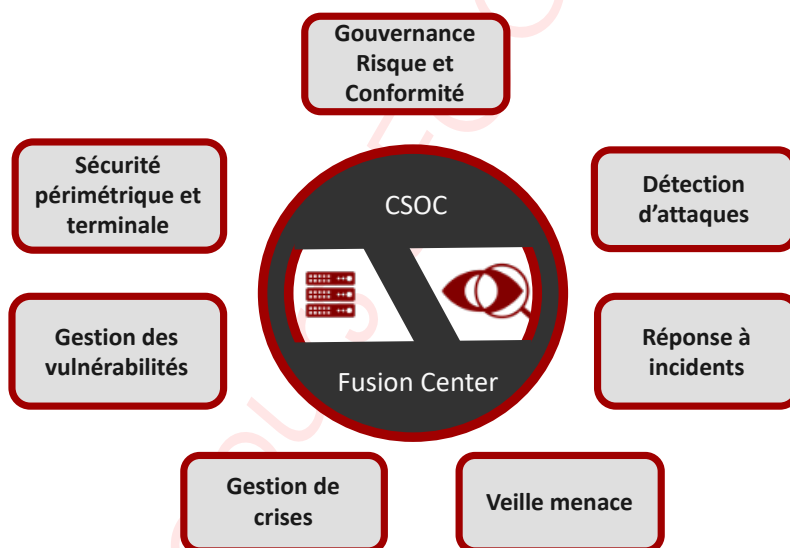 Gouvernance
Risque et
Conformité
Sécurité
périmétrique et
terminale
Détection
d'attaques
CSOC
Gestion des
vulnérabilités
Réponse à
incidents
Fusion Center
Gestion de
crises
Veille menace